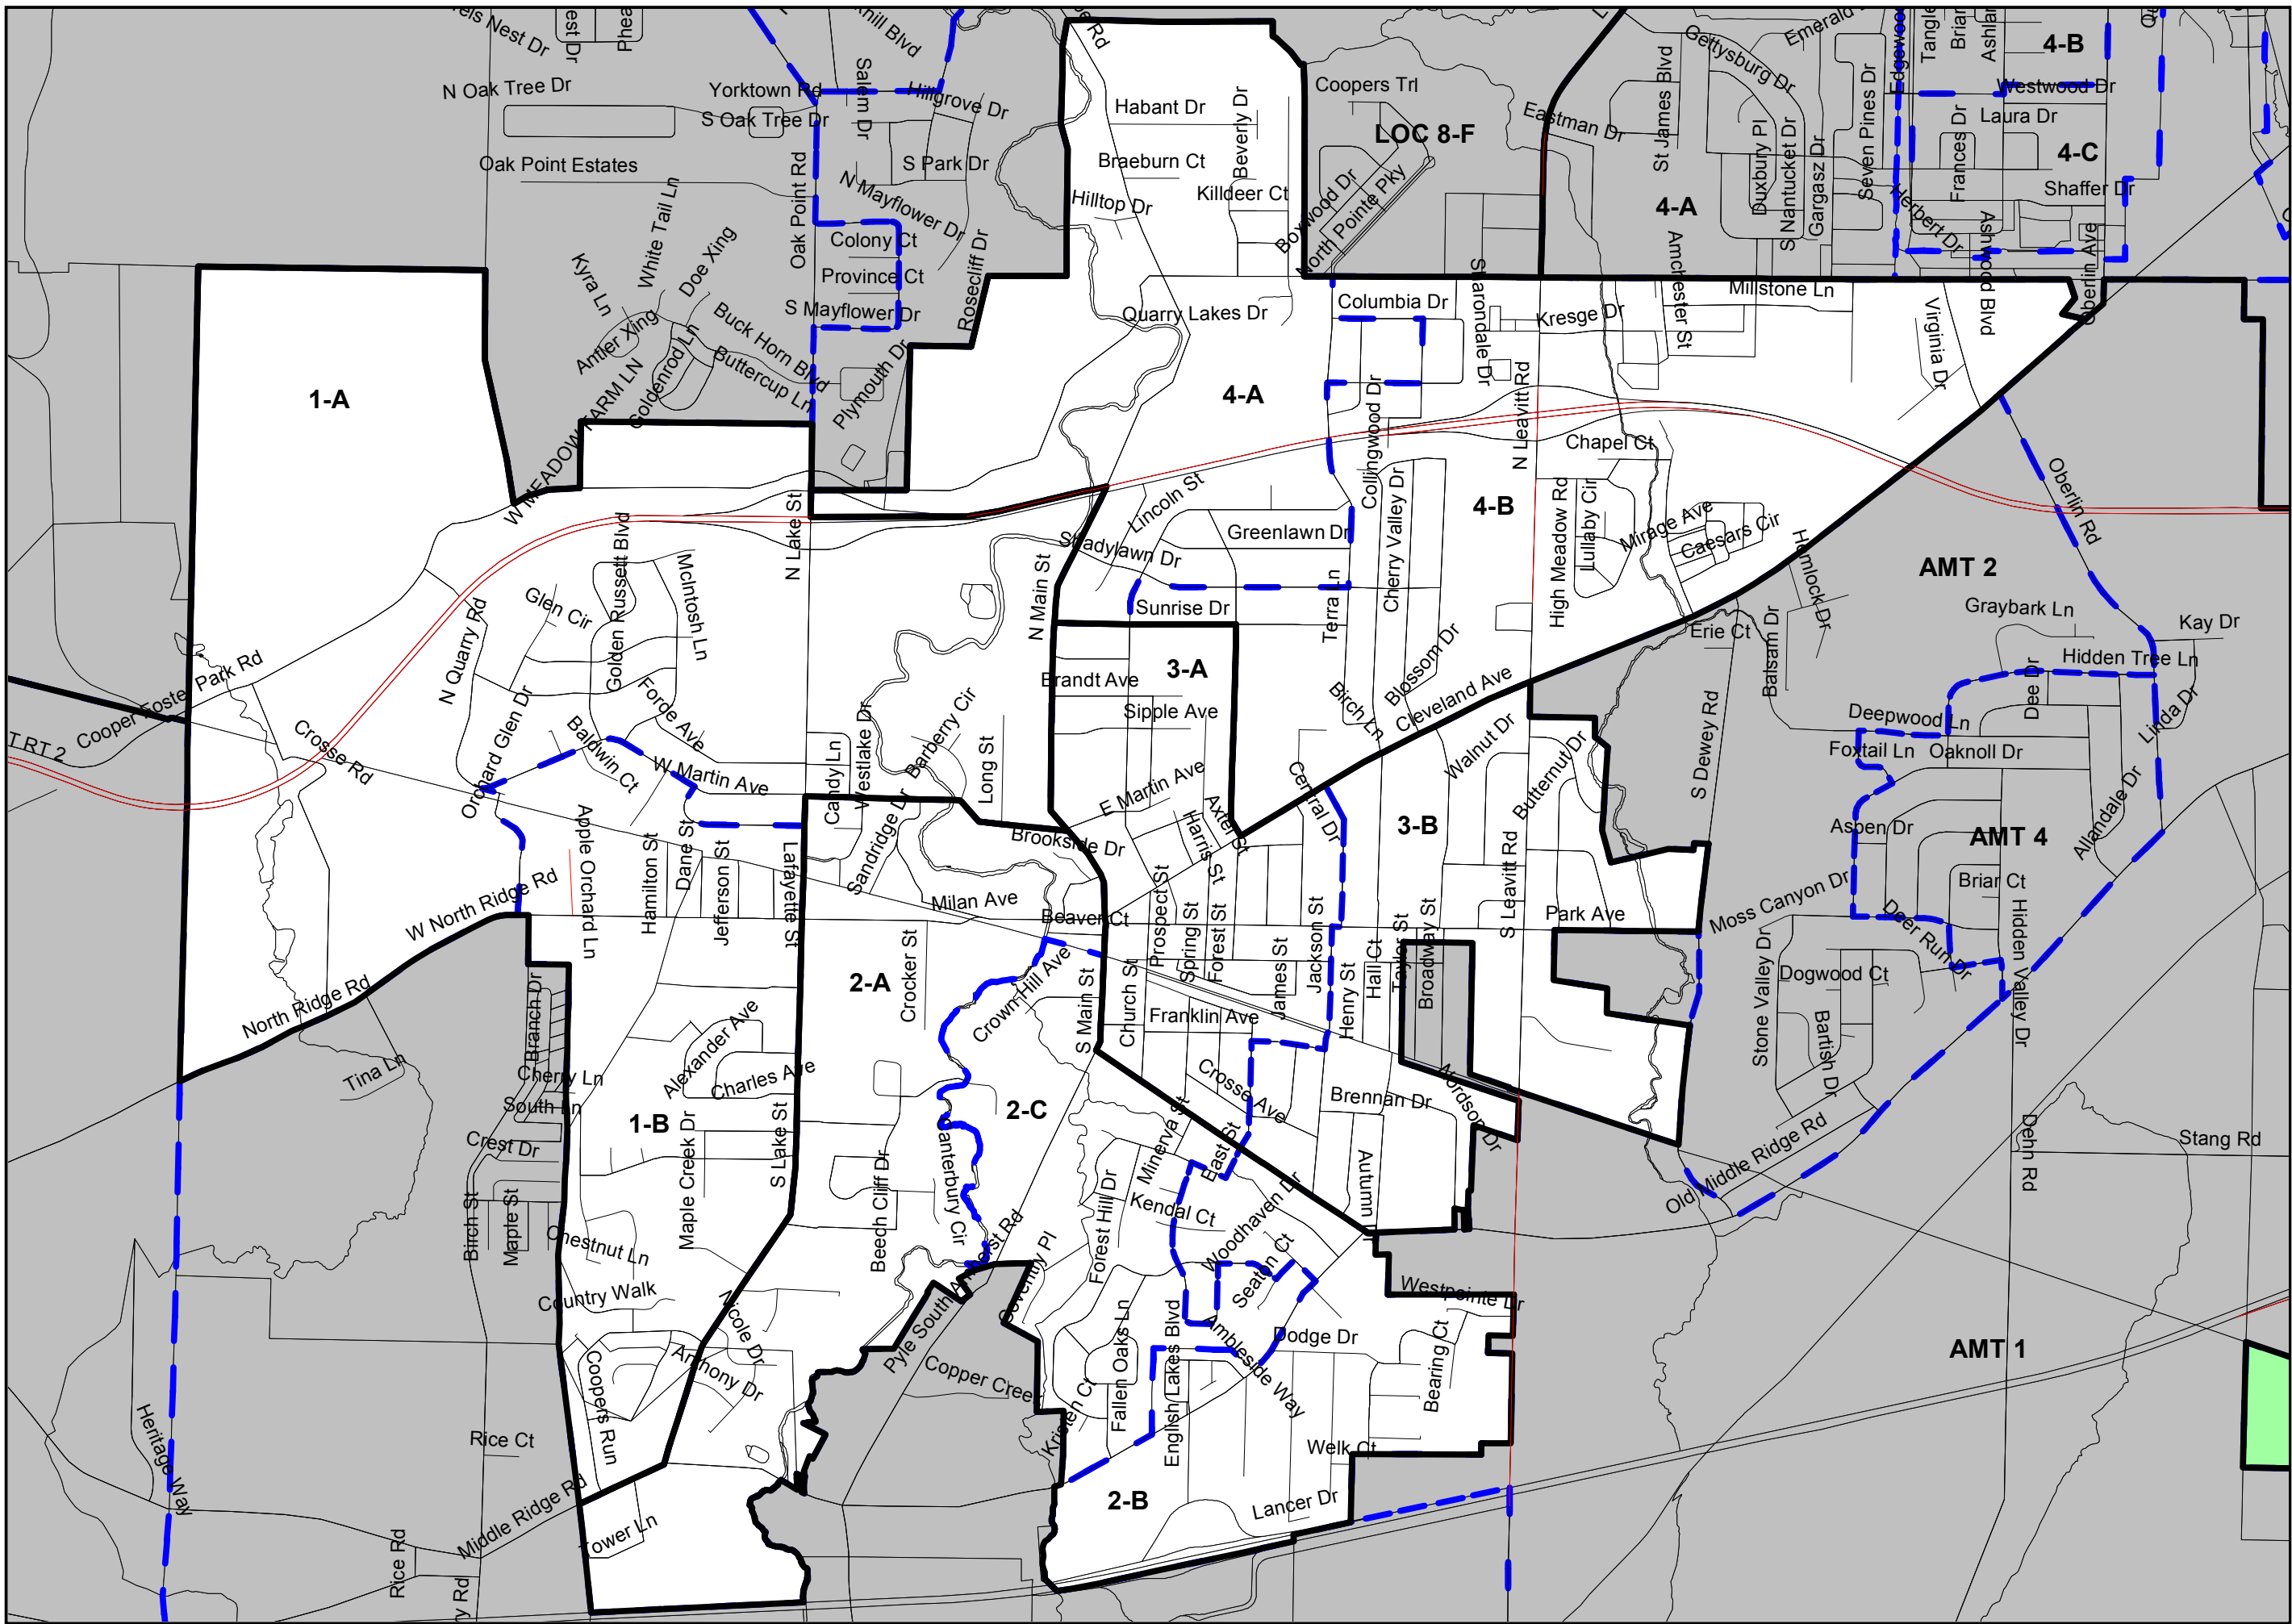 N Oak Tree Dr
Yorktown Rd
S Oak Tree Dr
Oak Point Estates
Salem Dr
Hillgrove Dr
S Park Dr
N Mayflower Dr
Oak Point Rd
Colony Ct
Province Ct
S Mayflower Dr
Rosecliff Dr
White Tail Ln
Doe Xing
Kyra Ln
Antler Xing
Buck Horn Blvd
Goldenrod Ln
Buttercup Ln
W MEADOW FARM LN
Plymouth Dr
Habant Dr
Beverly Dr
Braeburn Ct
Killdeer Ct
Hilltop Dr
Quarry Lakes Dr
Coopers Trl
LOC 8-F
Boxwood Dr
North Pointe Pky
Eastman Dr
Gettysburg Dr
St James Blvd
Duxbury Pl
S Nantucket Dr
Gargasz Dr
Seven Pines Dr
4-A
Amchester St
4-B
Westwood Dr
Laura Dr
Frances Dr
4-C
Shaffer Dr
Herbert Dr
Ashwood Blvd
Oberlin Ave
1-A
4-A
Columbia Dr
Sharondale Dr
Kresge Dr
Millstone Ln
Virginia Dr
Collingwood Dr
N Leavitt Rd
Chapel Ct
4-B
High Meadow Rd
Lullaby Cir
Mirage Ave
Caesars Cir
Hemlock Dr
Oberlin Rd
AMT 2
Graybark Ln
Kay Dr
Hidden Tree Ln
Dee Dr
Linda Dr
Erie Ct
Balsam Dr
S Dewey Rd
Deepwood Ln
Foxtail Ln
Oaknoll Dr
Aspen Dr
AMT 4
Allandale Dr
Briar Ct
Moss Canyon Dr
Deer Run Dr
Hidden Valley Dr
Stone Valley Dr
Dogwood Ct
Bartish Dr
Old Middle Ridge Rd
Dehn Rd
Stang Rd
AMT 1
Lincoln St
Greenlawn Dr
Shadylawn Dr
Sunrise Dr
Terra Ln
Cherry Valley Dr
Blossom Dr
Birch Ln
Cleveland Ave
N Main St
3-A
Brandt Ave
Sipple Ave
E Martin Ave
Axtel St
Harris St
Central Dr
3-B
Walnut Dr
Butternut Dr
S Leavitt Rd
Park Ave
N Lake St
Golden Russett Blvd
McIntosh Ln
Glen Cir
N Quarry Rd
Forde Ave
Orchard Glen Dr
Baldwin Ct
W Martin Ave
Cooper Foster Park Rd
T RT 2
Crosse Rd
Candy Ln
Westlake Dr
Barberry Cir
Long St
Sandridge Dr
Brookside Dr
Milan Ave
Beaver Ct
Apple Orchard Ln
Hamilton St
Dane St
Jefferson St
Lafayette St
W North Ridge Rd
North Ridge Rd
Tina Ln
2-A
Crocker St
Crown Hill Ave
S Main St
Church St
Prospect St
Spring St
Forest St
James St
Jackson St
Henry St
Hall Ct
Taylor St
Broadway St
Franklin Ave
Crosse Ave
Brennan Dr
Nordson Dr
Autumn
Branch Dr
Cherry Ln
South Ln
Crest Dr
Birch St
Maple St
Chestnut Ln
Country Walk
Alexander Ave
Charles Ave
1-B
Maple Creek Dr
S Lake St
Beech Cliff Dr
Canterbury Cir
2-C
Minerva St
East St
Kendal Ct
Forest Hill Dr
Woodhaven Dr
Seaton Ct
Coventry Pl
Pyle South Amherst Rd
Copper Creek
Kristen Ct
Fallen Oaks Ln
English Lakes Blvd
Ambleside Way
Dodge Dr
Westpointe Dr
Bearing Ct
Welk Ct
Lancer Dr
2-B
Nicole Dr
Anthony Dr
Coopers Run
Rice Ct
Heritage Way
Middle Ridge Rd
Tower Ln
Rice Rd
ry Rd